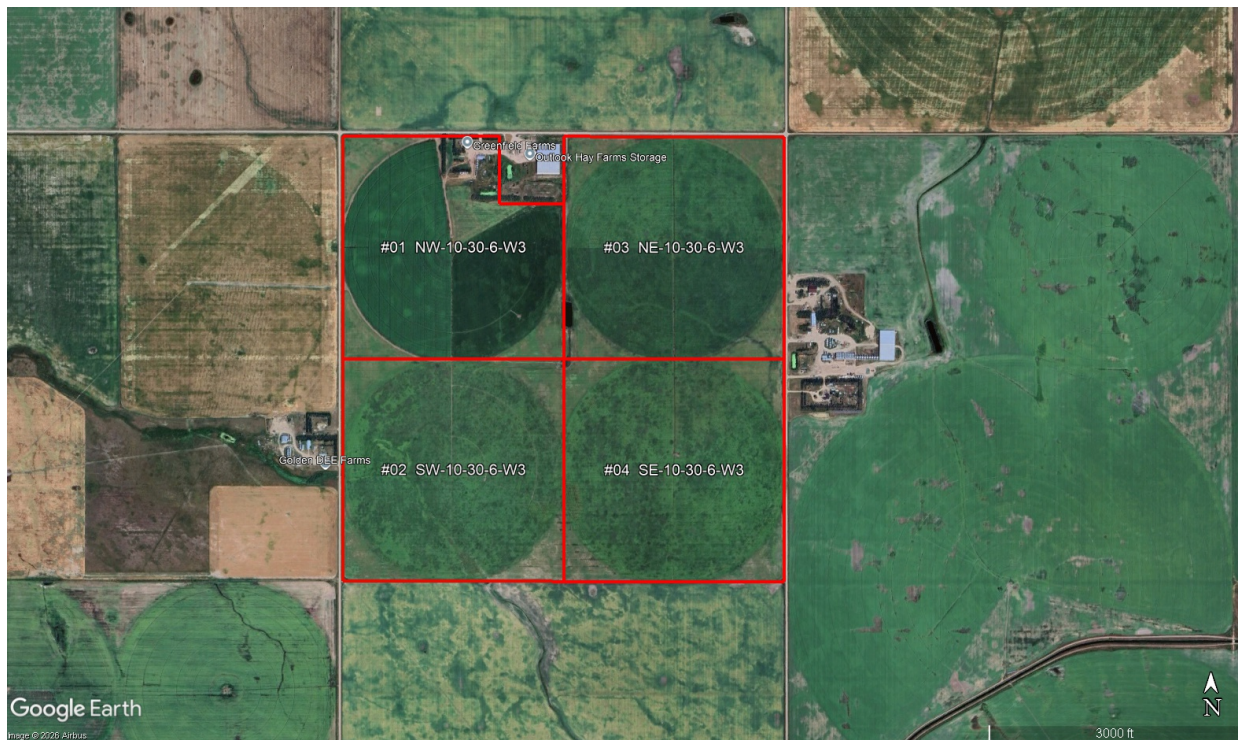 Greenfield Farms
Outlook Hay Farms Storage
#01 NW-10-30-6-W3
#03 NE-10-30-6-W3
Golden DEE Farms
#02 SW-10-30-6-W3
#04 SE-10-30-6-W3
N
Google Earth
Image © 2026 Airbus
3000 ft